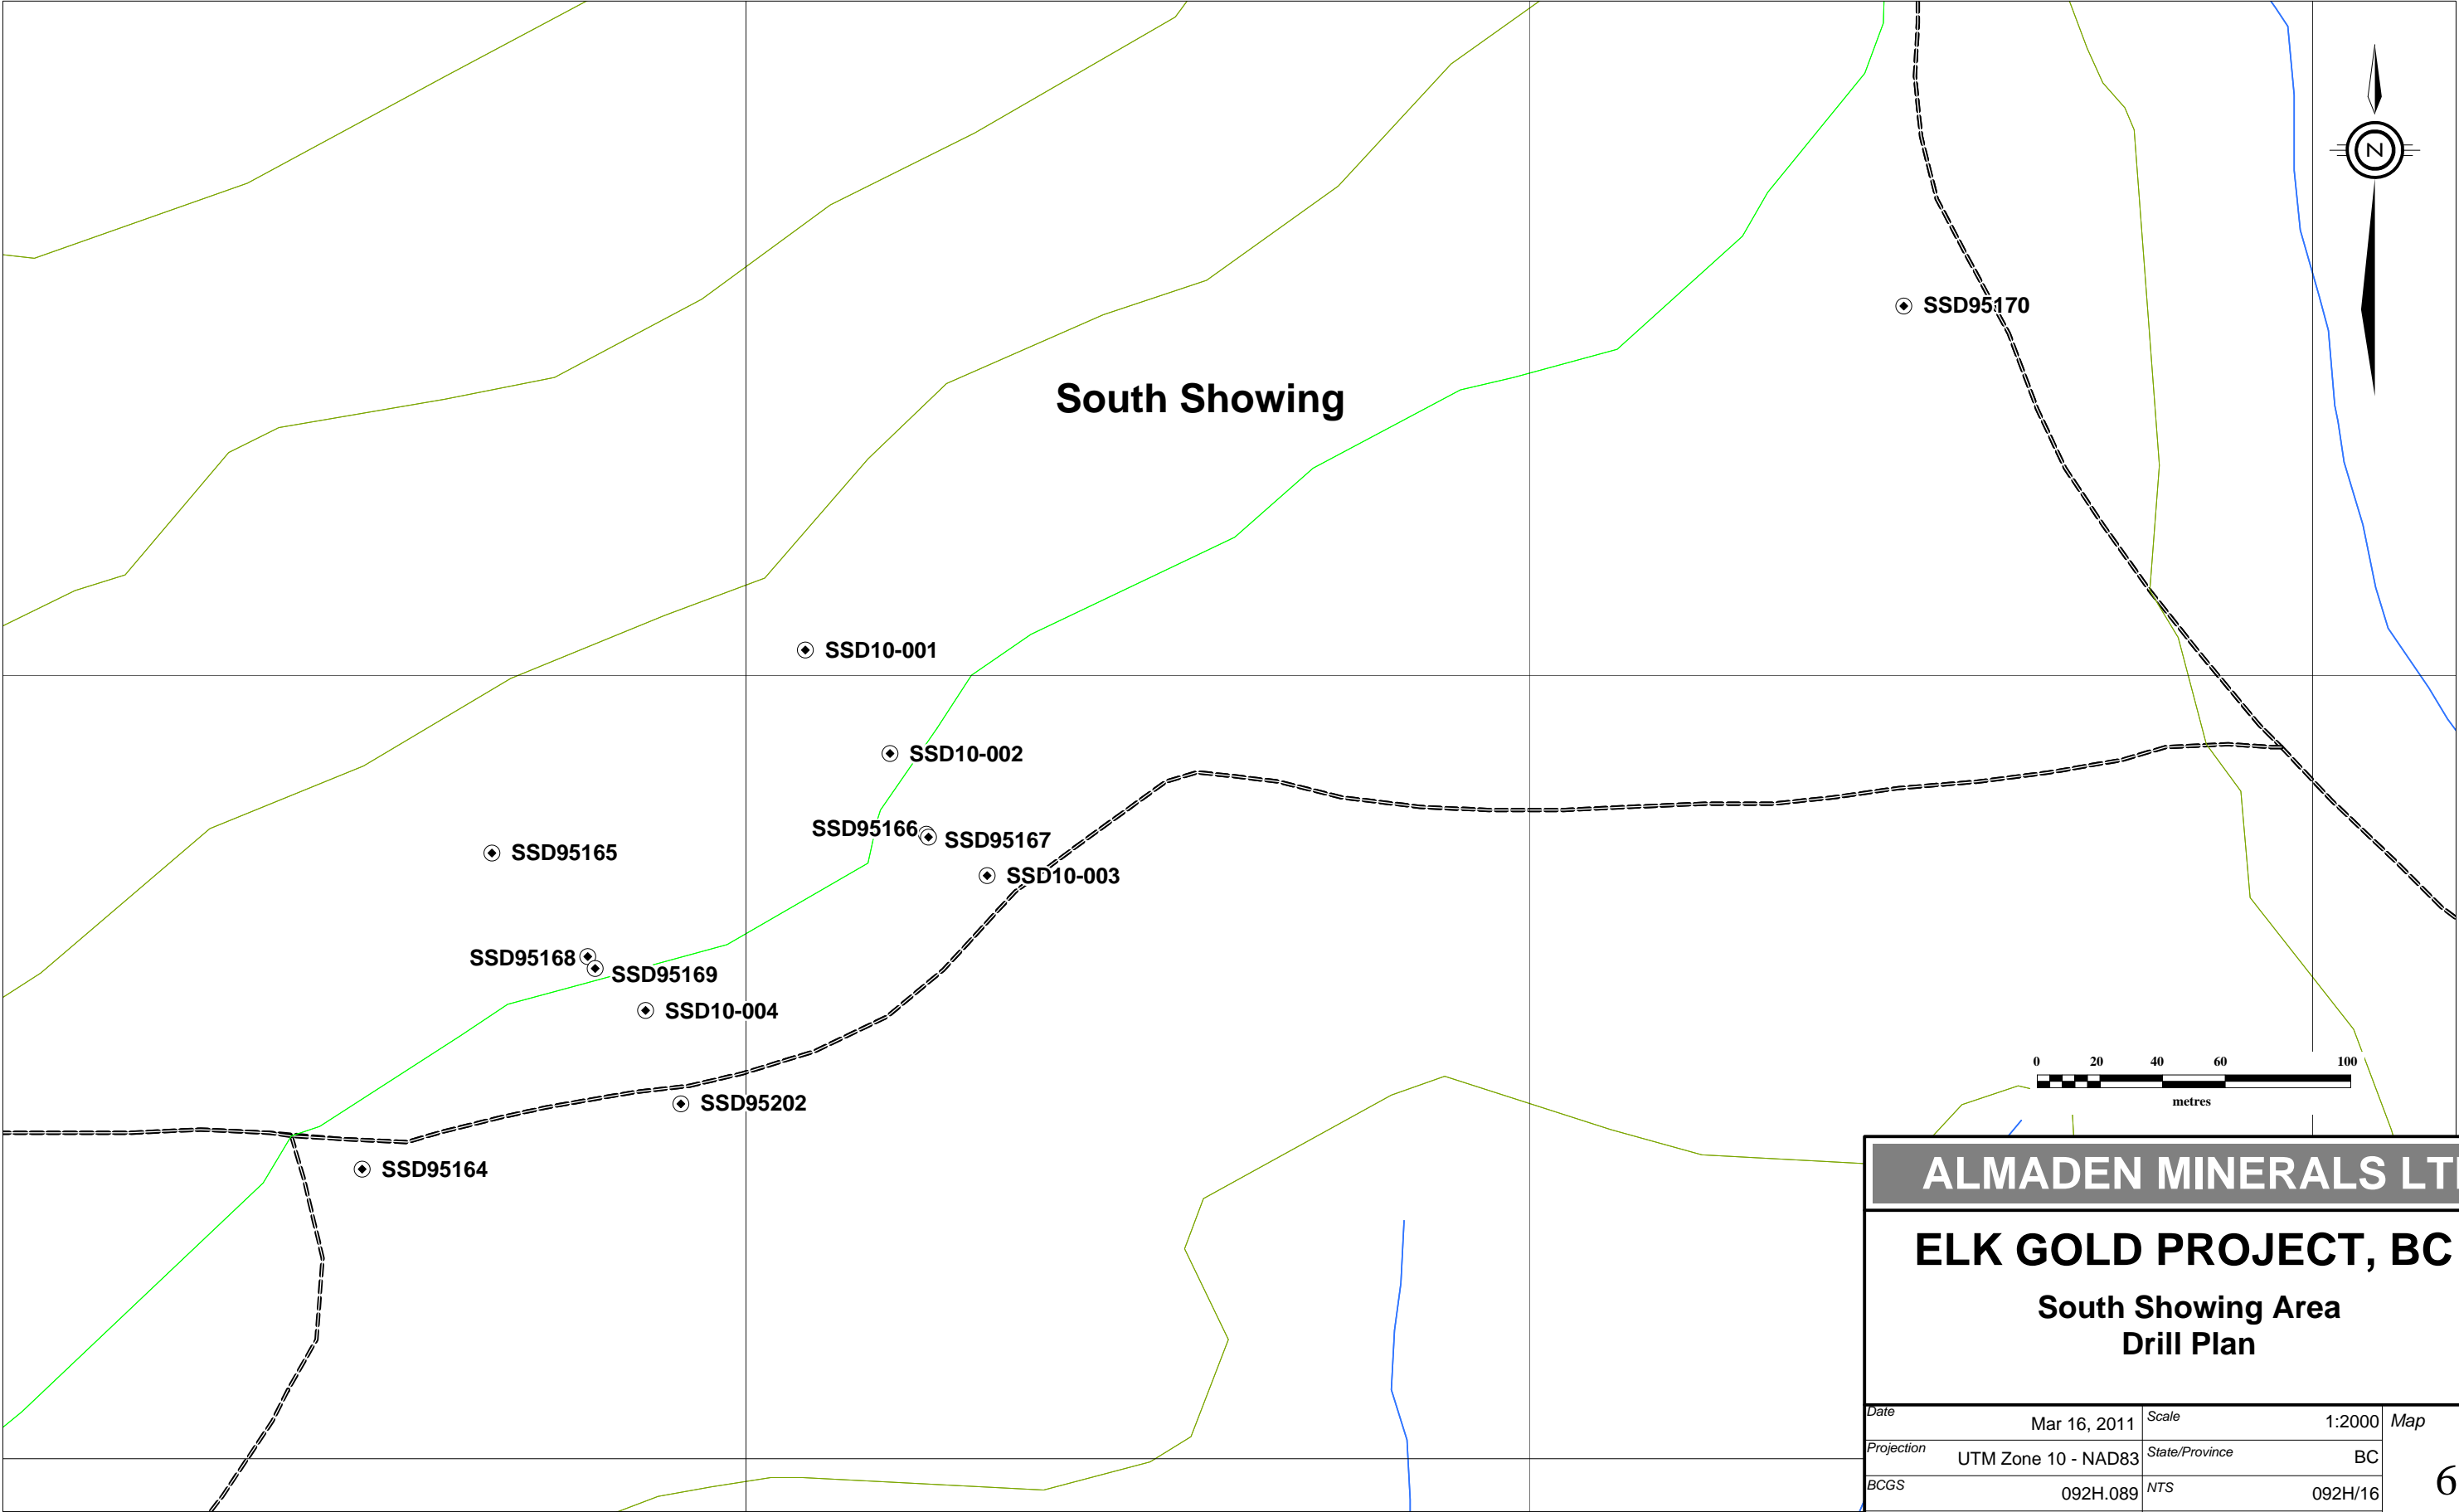 N
SSD95170
South Showing
SSD10-001
SSD10-002
SSD95166
SSD95167
SSD95165
SSD10-003
SSD95168
SSD95169
SSD10-004
0 20 40 60 100
metres
SSD95202
SSD95164
ALMADEN MINERALS
ELK GOLD PROJECT, BC
South Showing Area
Drill Plan
Date Mar 16, 2011 Scale 1:2000 Map
Projection UTM Zone 10 - NAD83 State/Province BC
BCGS 092H.089 NTS 092H/16
6